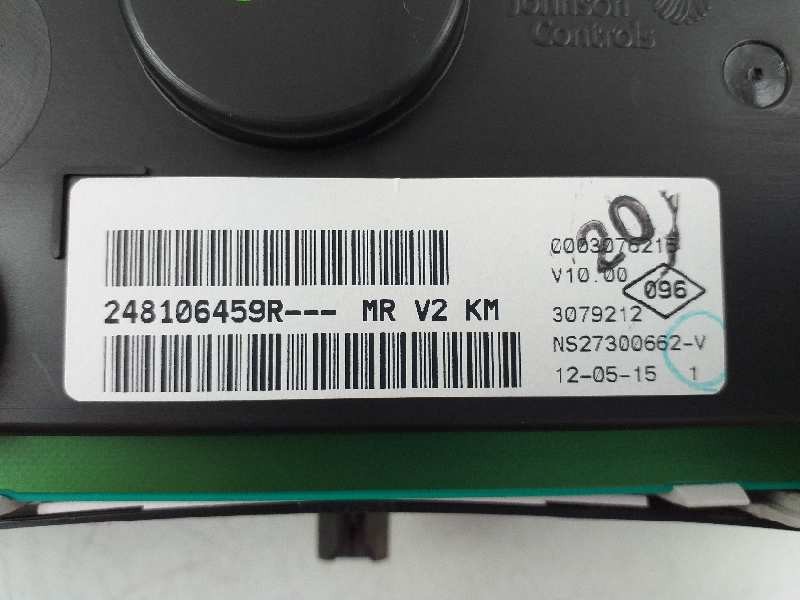 Johnson
Controls
248106459R--- MR V2 KM
20
V10.00
096
3079212
NS27300662-V
12-05-15 1